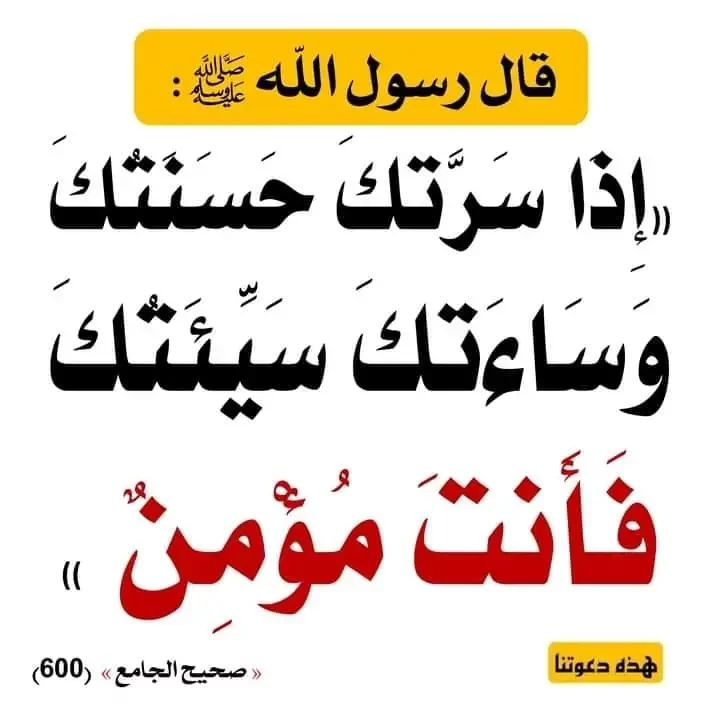 قال رسول الله ﷺ :
((إِذَا سَرَّتكَ حَسَنَتُكَ
وَسَاءَتكَ سَيِّئَتُكَ
فَأَنتَ مُؤْمِنٌ ))
« صحيح الجامع » (600)
هذه دعوتنا